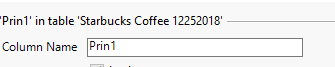 'Prin1' in table 'Starbucks Coffee 12252018'
Column Name Prin1